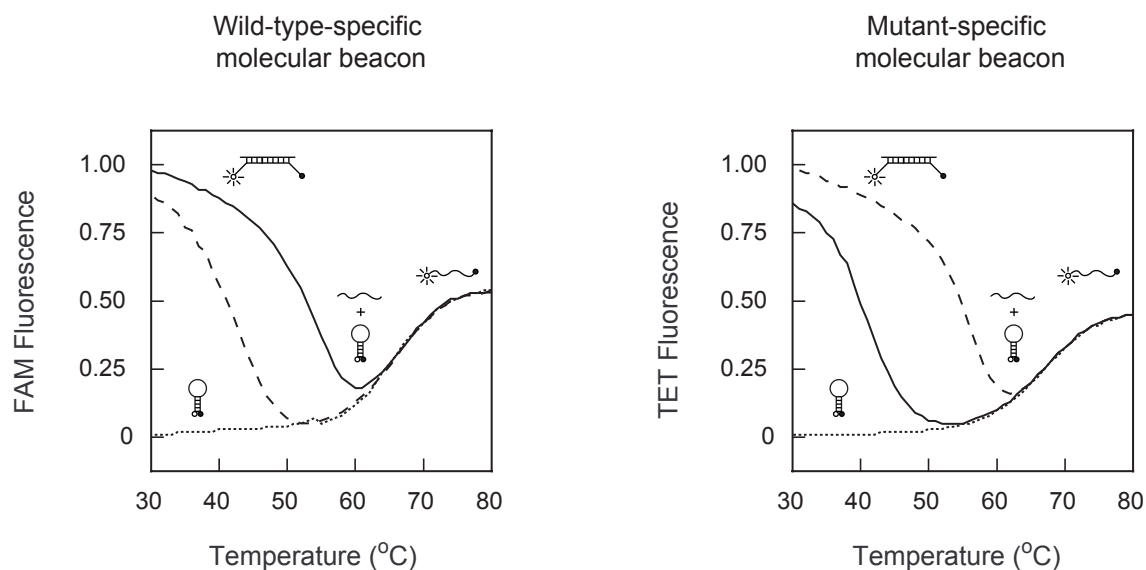 Wild-type-specific
molecular beacon
FAM Fluorescence
1.00
0.75
0.50
0.25
0
+
30 40 50 60 70 80
Temperature (°C)
Mutant-specific
molecular beacon
TET Fluorescence
1.00
0.75
0.50
0.25
0
+
30 40 50 60 70 80
Temperature (°C)